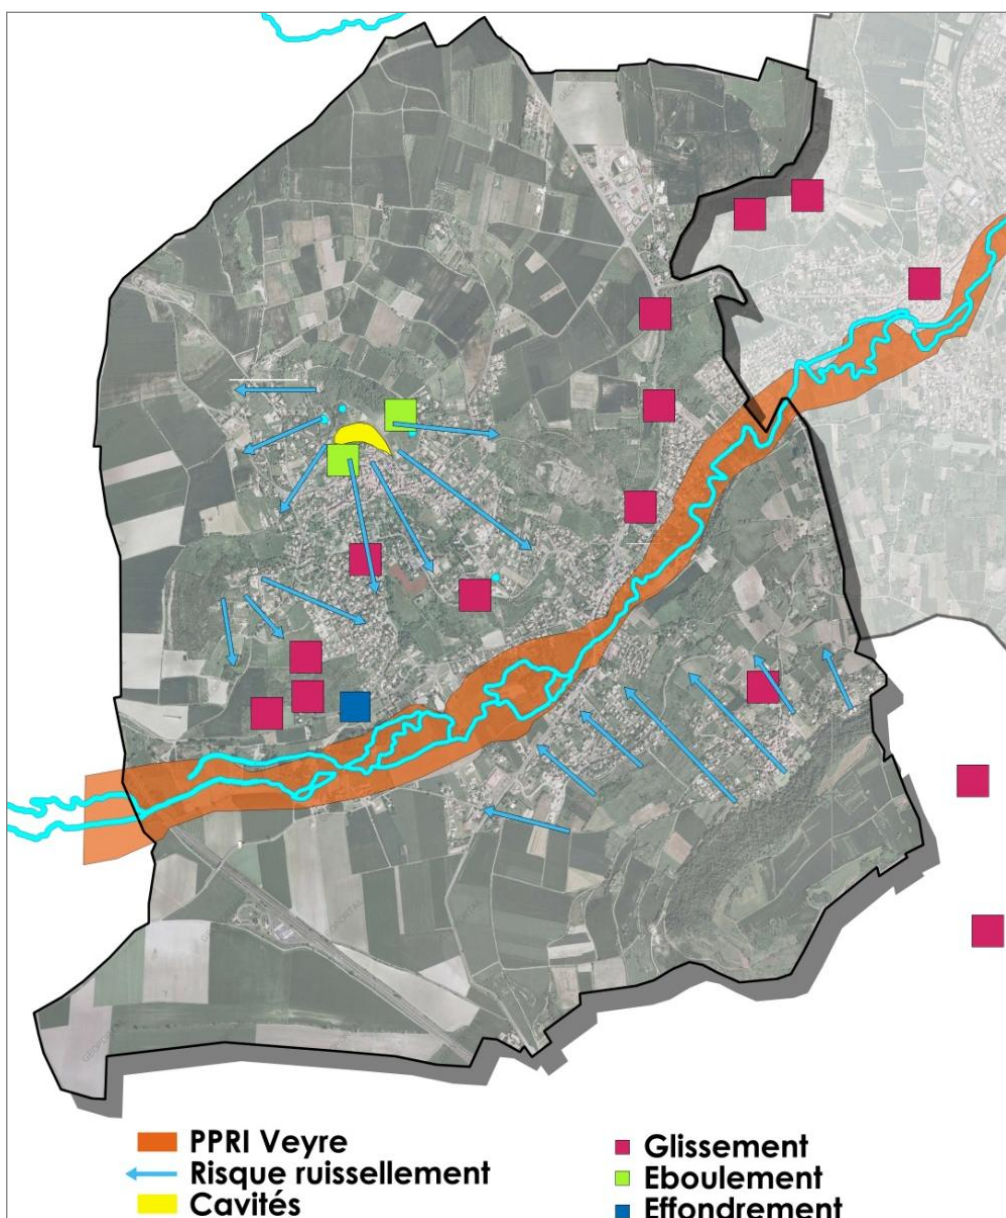 PPRI Veyre
Risque ruissellement
Cavités
Glissement
Eboulement
Effondrement